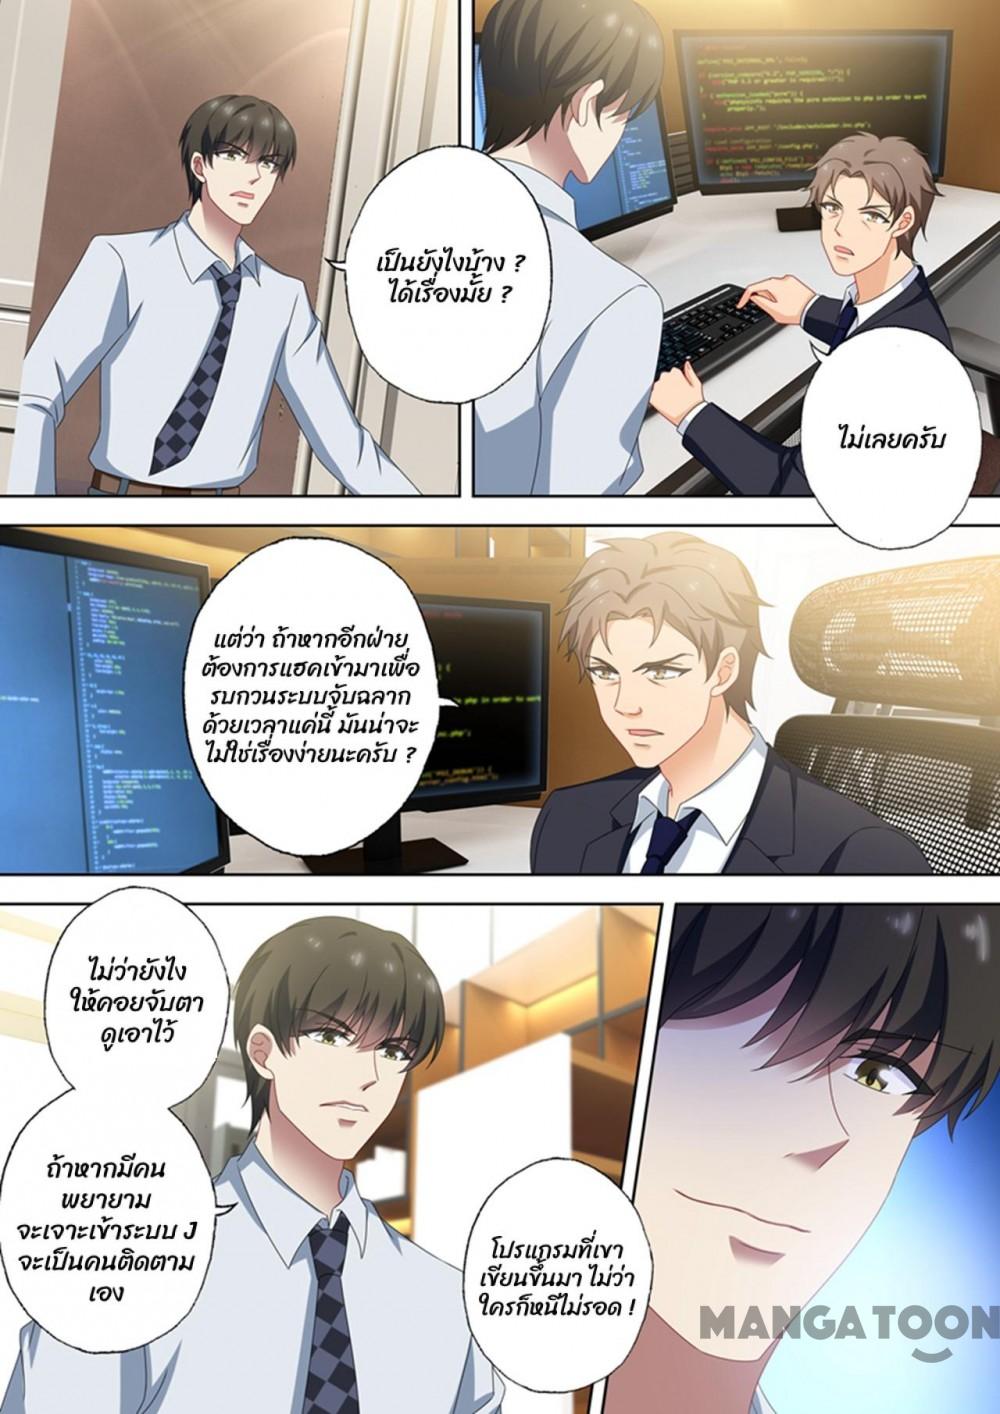 เป็นยังไงบ้าง ?
ได้เรื่องมั้ย ?
ไม่เลยครับ
แต่ว่า ถ้าหากอีกฝ่าย
ต้องการแฮคเข้ามาเพื่อ
รบกวนระบบจับฉลาก
ด้วยเวลาแค่นี้ มันน่าจะ
ไม่ใช่เรื่องง่ายนะครับ ?
ไม่ว่ายังไง
ให้คอยจับตา
ดูเอาไว้
ถ้าหากมีคน
พยายาม
จะเจาะเข้าระบบ J
จะเป็นคนติดตาม
เอง
โปรแกรมที่เขา
เขียนขึ้นมา ไม่ว่า
ใครก็หนีไม่รอด !
MANGATOON